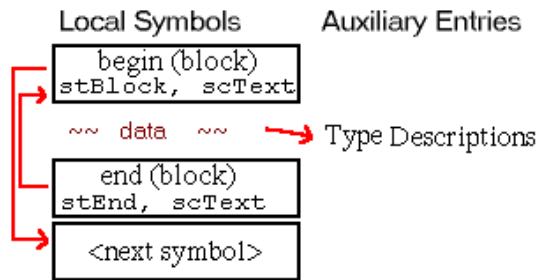 Local Symbols Auxiliary Entries
begin (block)
stBlock, scText
~~ data ~~ Type Descriptions
end (block)
stEnd, scText
<next symbol>